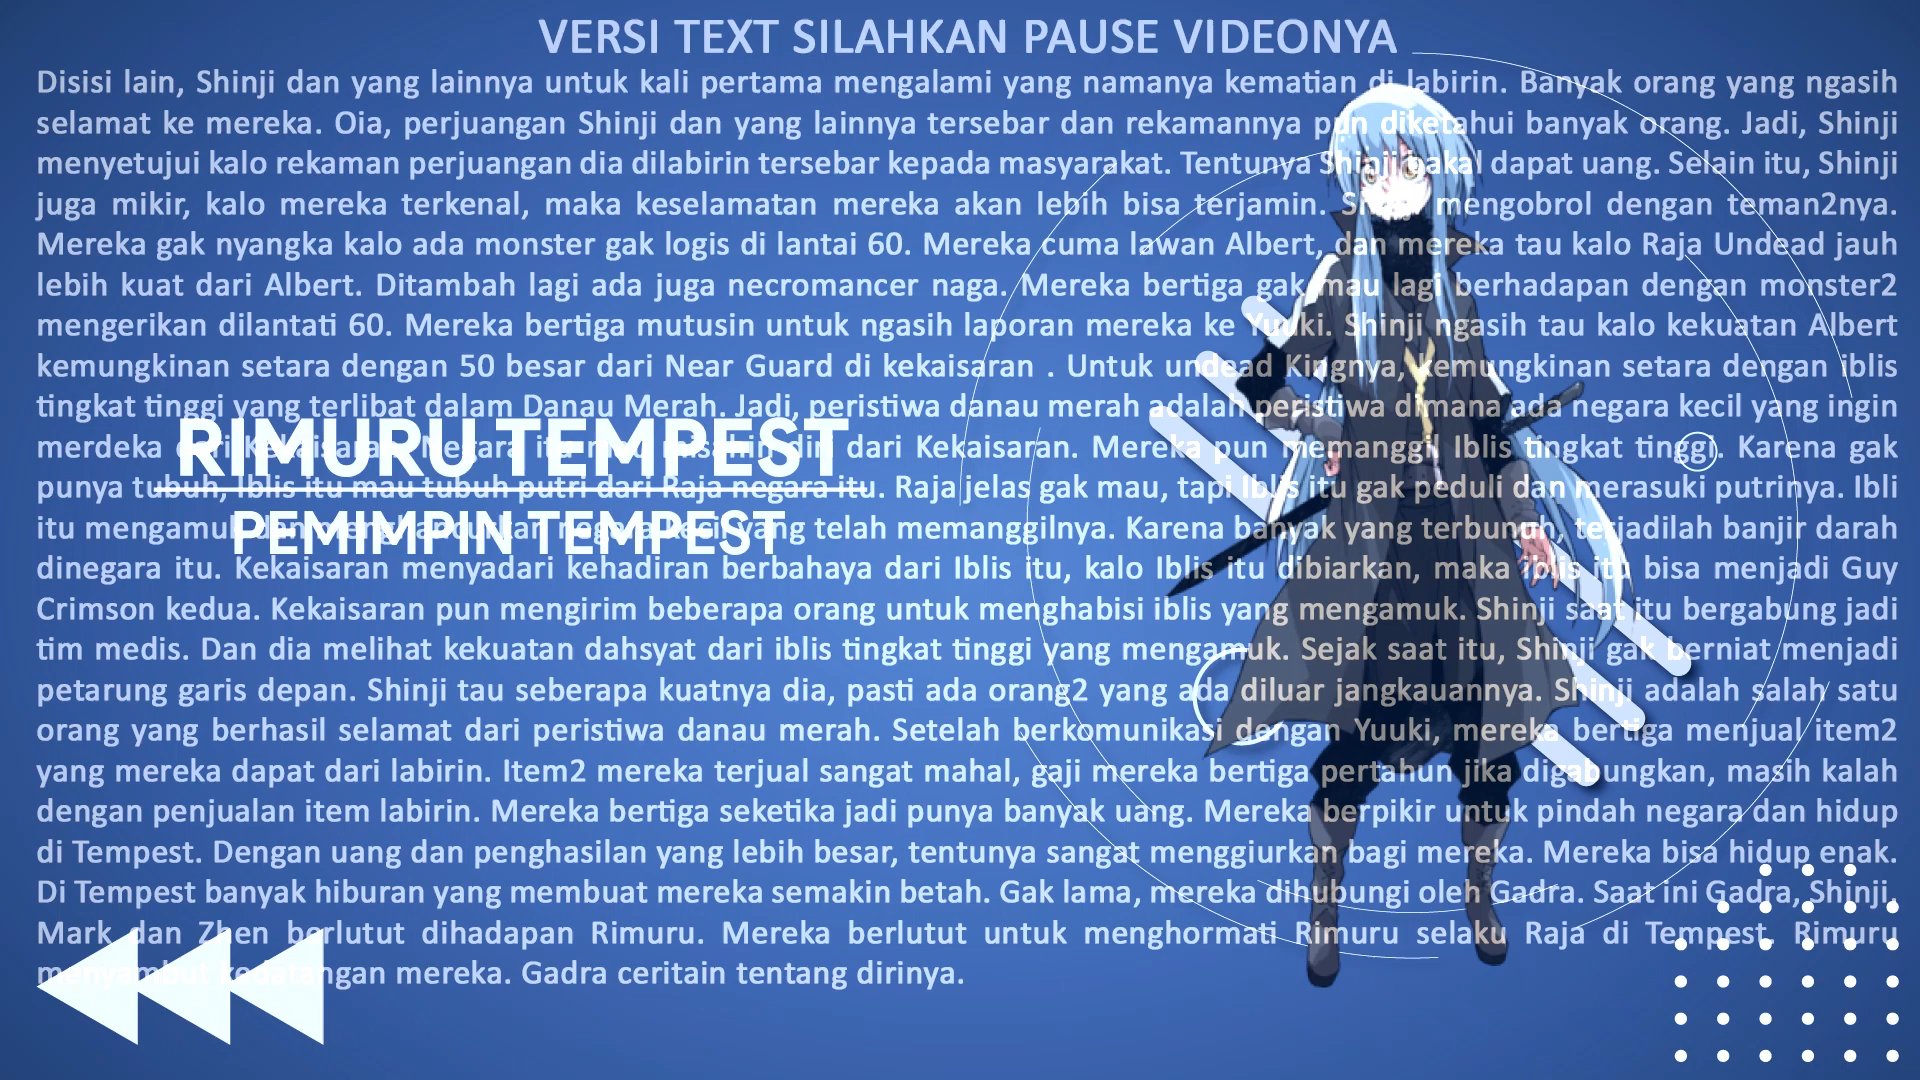 VERSI TEXT SILAHKAN PAUSE VIDEONYA
Disisi lain, Shinji dan yang lainnya untuk kali pertama mengalami yang namanya kematian di labirin. Banyak orang yang ngasih
selamat ke mereka. Oia, perjuangan Shinji dan yang lainnya tersebar dan rekamannya pun diketahui banyak orang. Jadi, Shinji
menyetujui kalo rekaman perjuangan dia dilabirin tersebar kepada masyarakat. Tentunya Shinji bakal dapat uang. Selain itu, Shinji
juga mikir, kalo mereka terkenal, maka keselamatan mereka akan lebih bisa terjamin. mengobrol dengan teman2nya.
Mereka gak nyangka kalo ada monster gak logis di lantai 60. Mereka cuma lawan Albert, dan mereka tau kalo Raja Undead jauh
lebih kuat dari Albert. Ditambah lagi ada juga necromancer naga. Mereka bertiga gak mau lagi berhadapan dengan monster2
mengerikan dilantati 60. Mereka bertiga mutusin untuk ngasih laporan mereka ke Yuuki. Shinji ngasih tau kalo kekuatan Albert
kemungkinan setara dengan 50 besar dari Near Guard di kekaisaran . Untuk undead Kingnya, kemungkinan setara dengan iblis
tingkat tinggi yang terlibat dalam Danau Merah. Jadi, peristiwa danau merah adalah peristiwa dimana ada negara kecil yang ingin
merdeka dari Kekaisaran. Negara itu mau misahin diri dari Kekaisaran. Mereka pun memanggil Iblis tingkat tinggi. Karena gak
RIMURU TEMPEST
punya tubuh, Iblis itu mau tubuh putri dari Raja negara itu. Raja jelas gak mau, tapi Iblis itu gak peduli dan merasuki putrinya. Ibli
itu mengamuk dan menghancurkan negara kecil yang telah memanggilnya. Karena banyak yang terbunuh, terjadilah banjir darah
PEMIMPIN TEMPEST
dinegara itu. Kekaisaran menyadari kehadiran berbahaya dari Iblis itu, kalo Iblis itu dibiarkan, maka iblis itu bisa menjadi Guy
Crimson kedua. Kekaisaran pun mengirim beberapa orang untuk menghabisi iblis yang mengamuk. Shinji saat itu bergabung jadi
tim medis. Dan dia melihat kekuatan dahsyat dari iblis tingkat tinggi yang mengamuk. Sejak saat itu, Shinji gak berniat menjadi
petarung garis depan. Shinji tau seberapa kuatnya dia, pasti ada orang2 yang ada diluar jangkauannya. Shinji adalah salah satu
orang yang berhasil selamat dari peristiwa danau merah. Setelah berkomunikasi dengan Yuuki, mereka bertiga menjual item2
yang mereka dapat dari labirin. Item2 mereka terjual sangat mahal, gaji mereka bertiga pertahun jika digabungkan, masih kalah
dengan penjualan item labirin. Mereka bertiga seketika jadi punya banyak uang. Mereka berpikir untuk pindah negara dan hidup
di Tempest. Dengan uang dan penghasilan yang lebih besar, tentunya sangat menggiurkan bagi mereka. Mereka bisa hidup enak.
Di Tempest banyak hiburan yang membuat mereka semakin betah. Gak lama, mereka dihubungi oleh Gadra. Saat ini Gadra, Shinji,
Mark dan Zhen berlutut dihadapan Rimuru. Mereka berlutut untuk menghormati Rimuru selaku Raja di Tempest. Rimuru
manyambut kedatangan mereka. Gadra ceritain tentang dirinya.